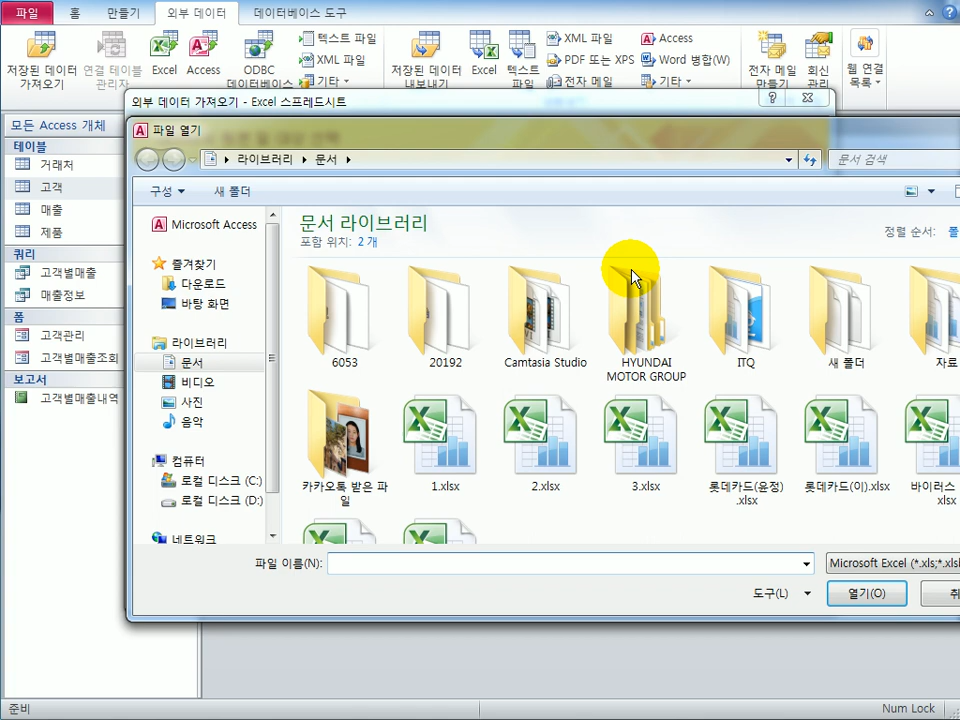 파일 홈 만들기 외부 데이터 데이터베이스 도구
저장된 데이터 가져오기
연결 테이블 관리자
Excel
Access
ODBC 데이터베이스
텍스트 파일
XML 파일
기타
저장된 데이터 내보내기
Excel
텍스트 파일
XML 파일
PDF 또는 XPS
전자 메일
Access
Word 병합(W)
기타
전자 메일 만들기
회신 관리
웹 연결 목록
모든 Access 개체
테이블
거래처
고객
매출
제품
쿼리
고객별매출
매출정보
폼
고객관리
고객별매출조회
보고서
고객별매출내역
외부 데이터 가져오기 - Excel 스프레드시트
파일 열기
라이브러리 문서
문서 검색
구성 새 폴더
Microsoft Access
즐겨찾기
다운로드
바탕 화면
라이브러리
문서
비디오
사진
음악
컴퓨터
로컬 디스크 (C:)
로컬 디스크 (D:)
네트워크
문서 라이브러리
포함 위치: 2 개
정렬 순서: 폴
6053
20192
Camtasia Studio
HYUNDAI MOTOR GROUP
ITQ
새 폴더
자료
카카오톡 받은 파일
1.xlsx
2.xlsx
3.xlsx
롯데카드(윤정).xlsx
롯데카드(이).xlsx
바이러스 xlsx
파일 이름(N):
Microsoft Excel (*.xls;*.xls
도구(L)
열기(O)
취
준비
Num Lock